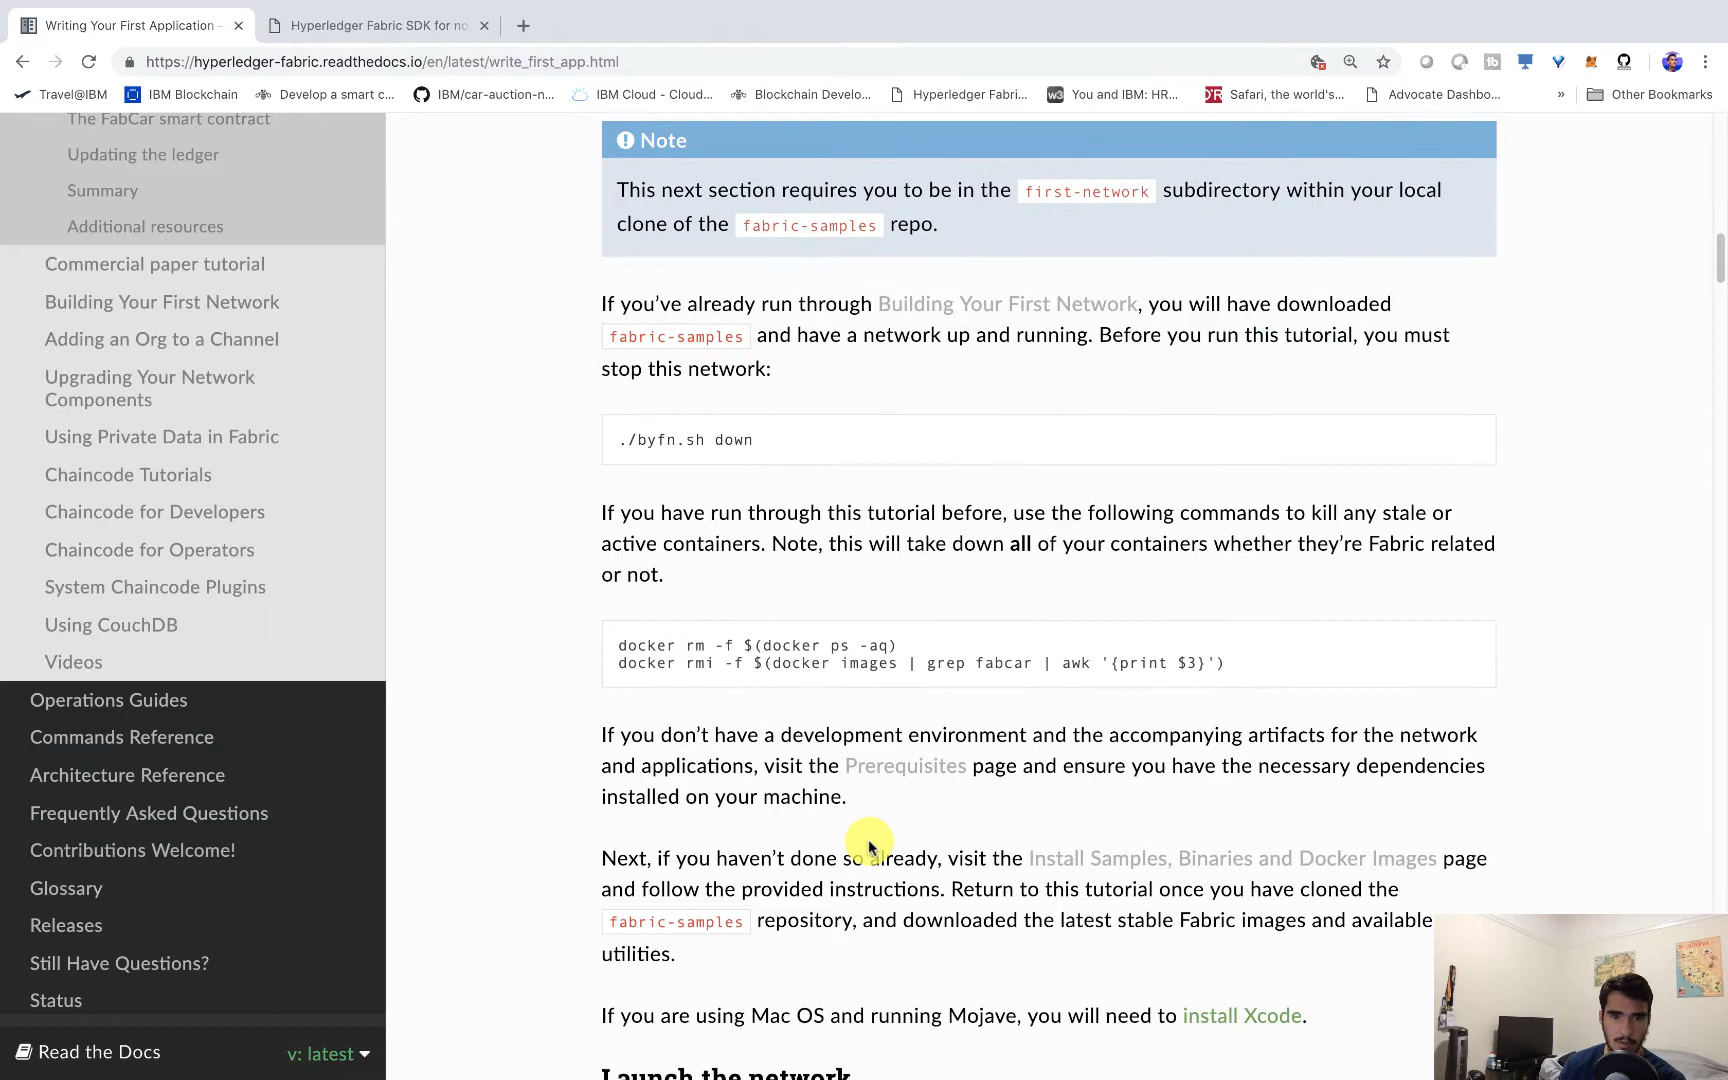 Writing Your First Application -
Hyperledger Fabric SDK for no
https://hyperledger-fabric.readthedocs.io/en/latest/write_first_app.html
Travel@IBM
IBM Blockchain
Develop a smart c...
IBM/car-auction-n...
IBM Cloud - Cloud...
Blockchain Develo...
Hyperledger Fabri...
You and IBM: HR...
Safari, the world's...
Advocate Dashbo...
»
Other Bookmarks
The FabCar smart contract
Updating the ledger
Summary
Additional resources
Commercial paper tutorial
Building Your First Network
Adding an Org to a Channel
Upgrading Your Network
Components
Using Private Data in Fabric
Chaincode Tutorials
Chaincode for Developers
Chaincode for Operators
System Chaincode Plugins
Using CouchDB
Videos
Operations Guides
Commands Reference
Architecture Reference
Frequently Asked Questions
Contributions Welcome!
Glossary
Releases
Still Have Questions?
Status
Read the Docs
v: latest
Note
This next section requires you to be in the first-network subdirectory within your local
clone of the fabric-samples repo.
If you’ve already run through Building Your First Network, you will have downloaded
fabric-samples and have a network up and running. Before you run this tutorial, you must
stop this network:
./byfn.sh down
If you have run through this tutorial before, use the following commands to kill any stale or
active containers. Note, this will take down all of your containers whether they’re Fabric related
or not.
docker rm -f $(docker ps -aq)
docker rmi -f $(docker images | grep fabcar | awk '{print $3}')
If you don’t have a development environment and the accompanying artifacts for the network
and applications, visit the Prerequisites page and ensure you have the necessary dependencies
installed on your machine.
Next, if you haven’t done so already, visit the Install Samples, Binaries and Docker Images page
and follow the provided instructions. Return to this tutorial once you have cloned the
fabric-samples repository, and downloaded the latest stable Fabric images and available
utilities.
If you are using Mac OS and running Mojave, you will need to install Xcode.
Launch the network